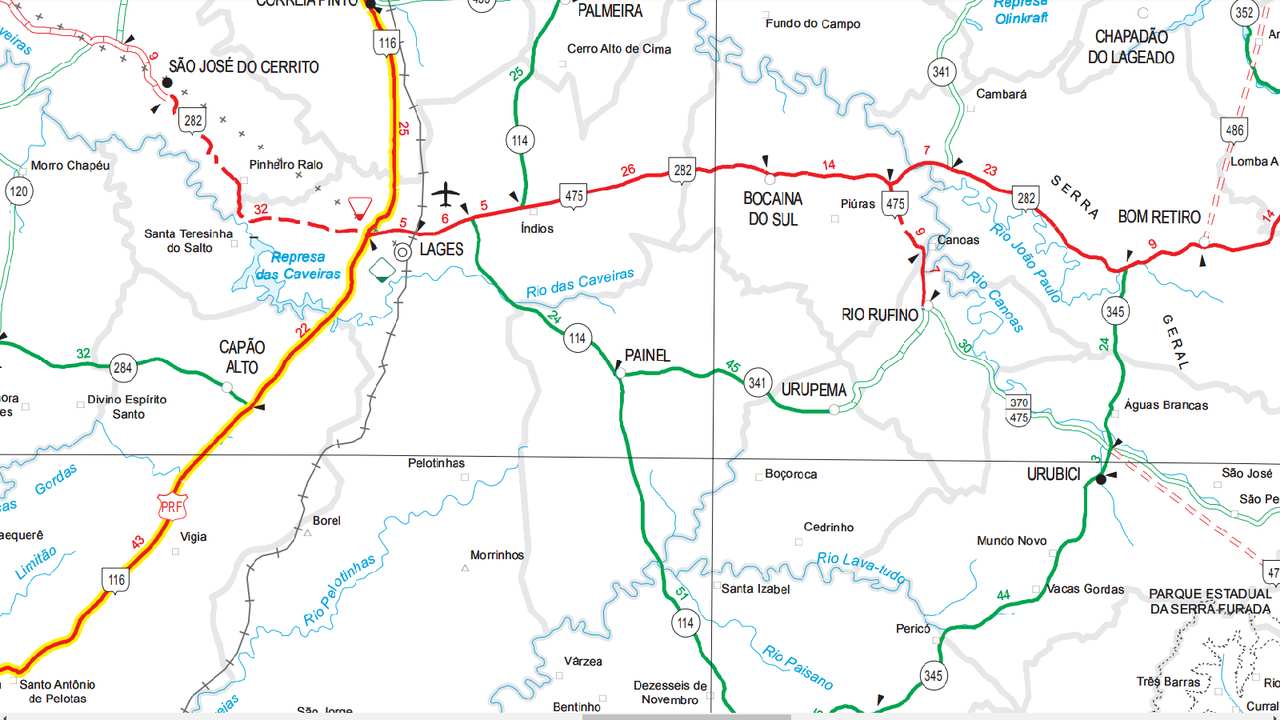 CORREIA PINTO
PALMEIRA
Fundo do Campo
Represa
Olinkraft
352
CHAPADÃO
DO LAGEADO
116
Cerro Alto de Cima
9
SÃO JOSÉ DO CERRITO
25
341
Cambará
282
25
114
486
Morro Chapéu
Pinheiro Ralo
120
26
282
14
7
23
Lomba A
475
BOCAINA
DO SUL
Piúras
475
282
SERRA
BOM RETIRO
32
5
6
5
Índios
Santa Teresinha
do Salto
LAGES
9
Canoas
Rio João Paulo
9
14
Represa
das Caveiras
Rio das Caveiras
7
Rio Canoas
RIO RUFINO
345
GERAL
22
24
114
24
30
CAPÃO
ALTO
PAINEL
32
284
45
341
URUPEMA
Divino Espírito
Santo
370
475
Águas Brancas
Gordas
Pelotinhas
Boçoroca
3
URUBICI
São José
São Pe
PRF
Borel
Cedrinho
Vigia
43
Limitão
Morrinhos
Mundo Novo
Rio Lava-tudo
116
Rio Pelotinhas
51
Santa Izabel
44
Vacas Gordas
PARQUE ESTADUAL
DA SERRA FURADA
114
Pericó
Várzea
Rio Paisano
345
Três Barras
Santo Antônio
de Pelotas
Dezesseis de
Novembro
Bentinho
São Jorge